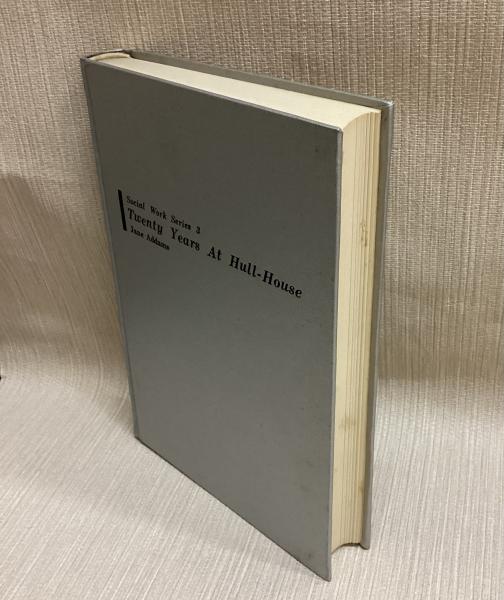 Social Work Series 3
Twenty Years At Hull-House
Jane Addams